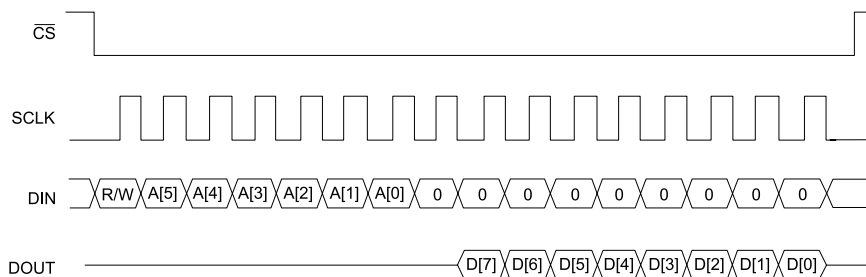 C̅S̅
SCLK
DIN R/W A[5] A[4] A[3] A[2] A[1] A[0] 0 0 0 0 0 0 0 0 0
DOUT D[7] D[6] D[5] D[4] D[3] D[2] D[1] D[0]